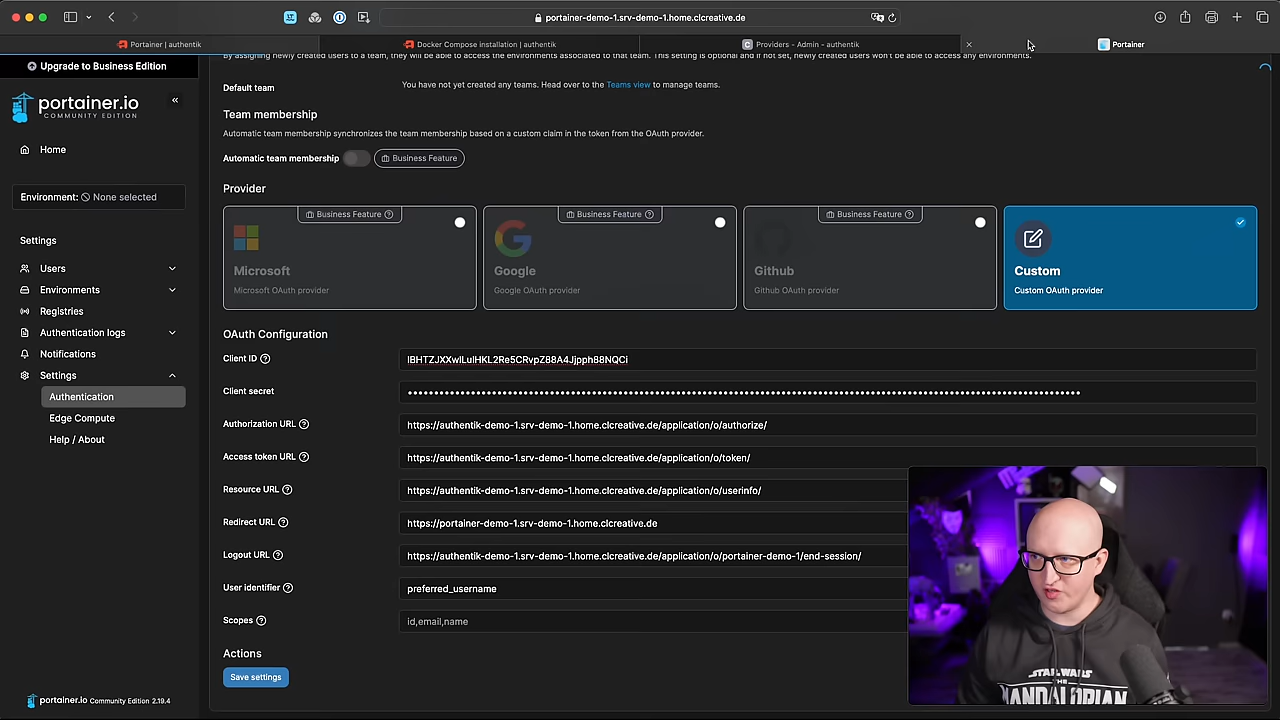 portainer-demo-1.srv-demo-1.home.clcreative.de
Portainer | authentik
Docker Compose installation | authentik
Providers - Admin - authentik
Portainer
Upgrade to Business Edition
portainer.io
COMMUNITY EDITION
Home
Environment: None selected
Settings
Users
Environments
Registries
Authentication logs
Notifications
Settings
Authentication
Edge Compute
Help / About
portainer.io Community Edition 2.19.4
By assigning newly created users to a team, they will be able to access the environments associated to that team. This setting is optional and if not set, newly created users won't be able to access any environments.
Default team
You have not yet created any teams. Head over to the Teams view to manage teams.
Team membership
Automatic team membership synchronizes the team membership based on a custom claim in the token from the OAuth provider.
Automatic team membership
Business Feature
Provider
Business Feature
Microsoft
Microsoft OAuth provider
Business Feature
Google
Google OAuth provider
Business Feature
Github
Github OAuth provider
Custom
Custom OAuth provider
OAuth Configuration
Client ID
Client secret
Authorization URL
https://authentik-demo-1.srv-demo-1.home.clcreative.de/application/o/authorize/
Access token URL
https://authentik-demo-1.srv-demo-1.home.clcreative.de/application/o/token/
Resource URL
https://authentik-demo-1.srv-demo-1.home.clcreative.de/application/o/userinfo/
Redirect URL
https://portainer-demo-1.srv-demo-1.home.clcreative.de
Logout URL
https://authentik-demo-1.srv-demo-1.home.clcreative.de/application/o/portainer-demo-1/end-session/
User identifier
preferred_username
Scopes
id,email,name
Actions
Save settings
STAR WARS
THE
MANDALORIAN